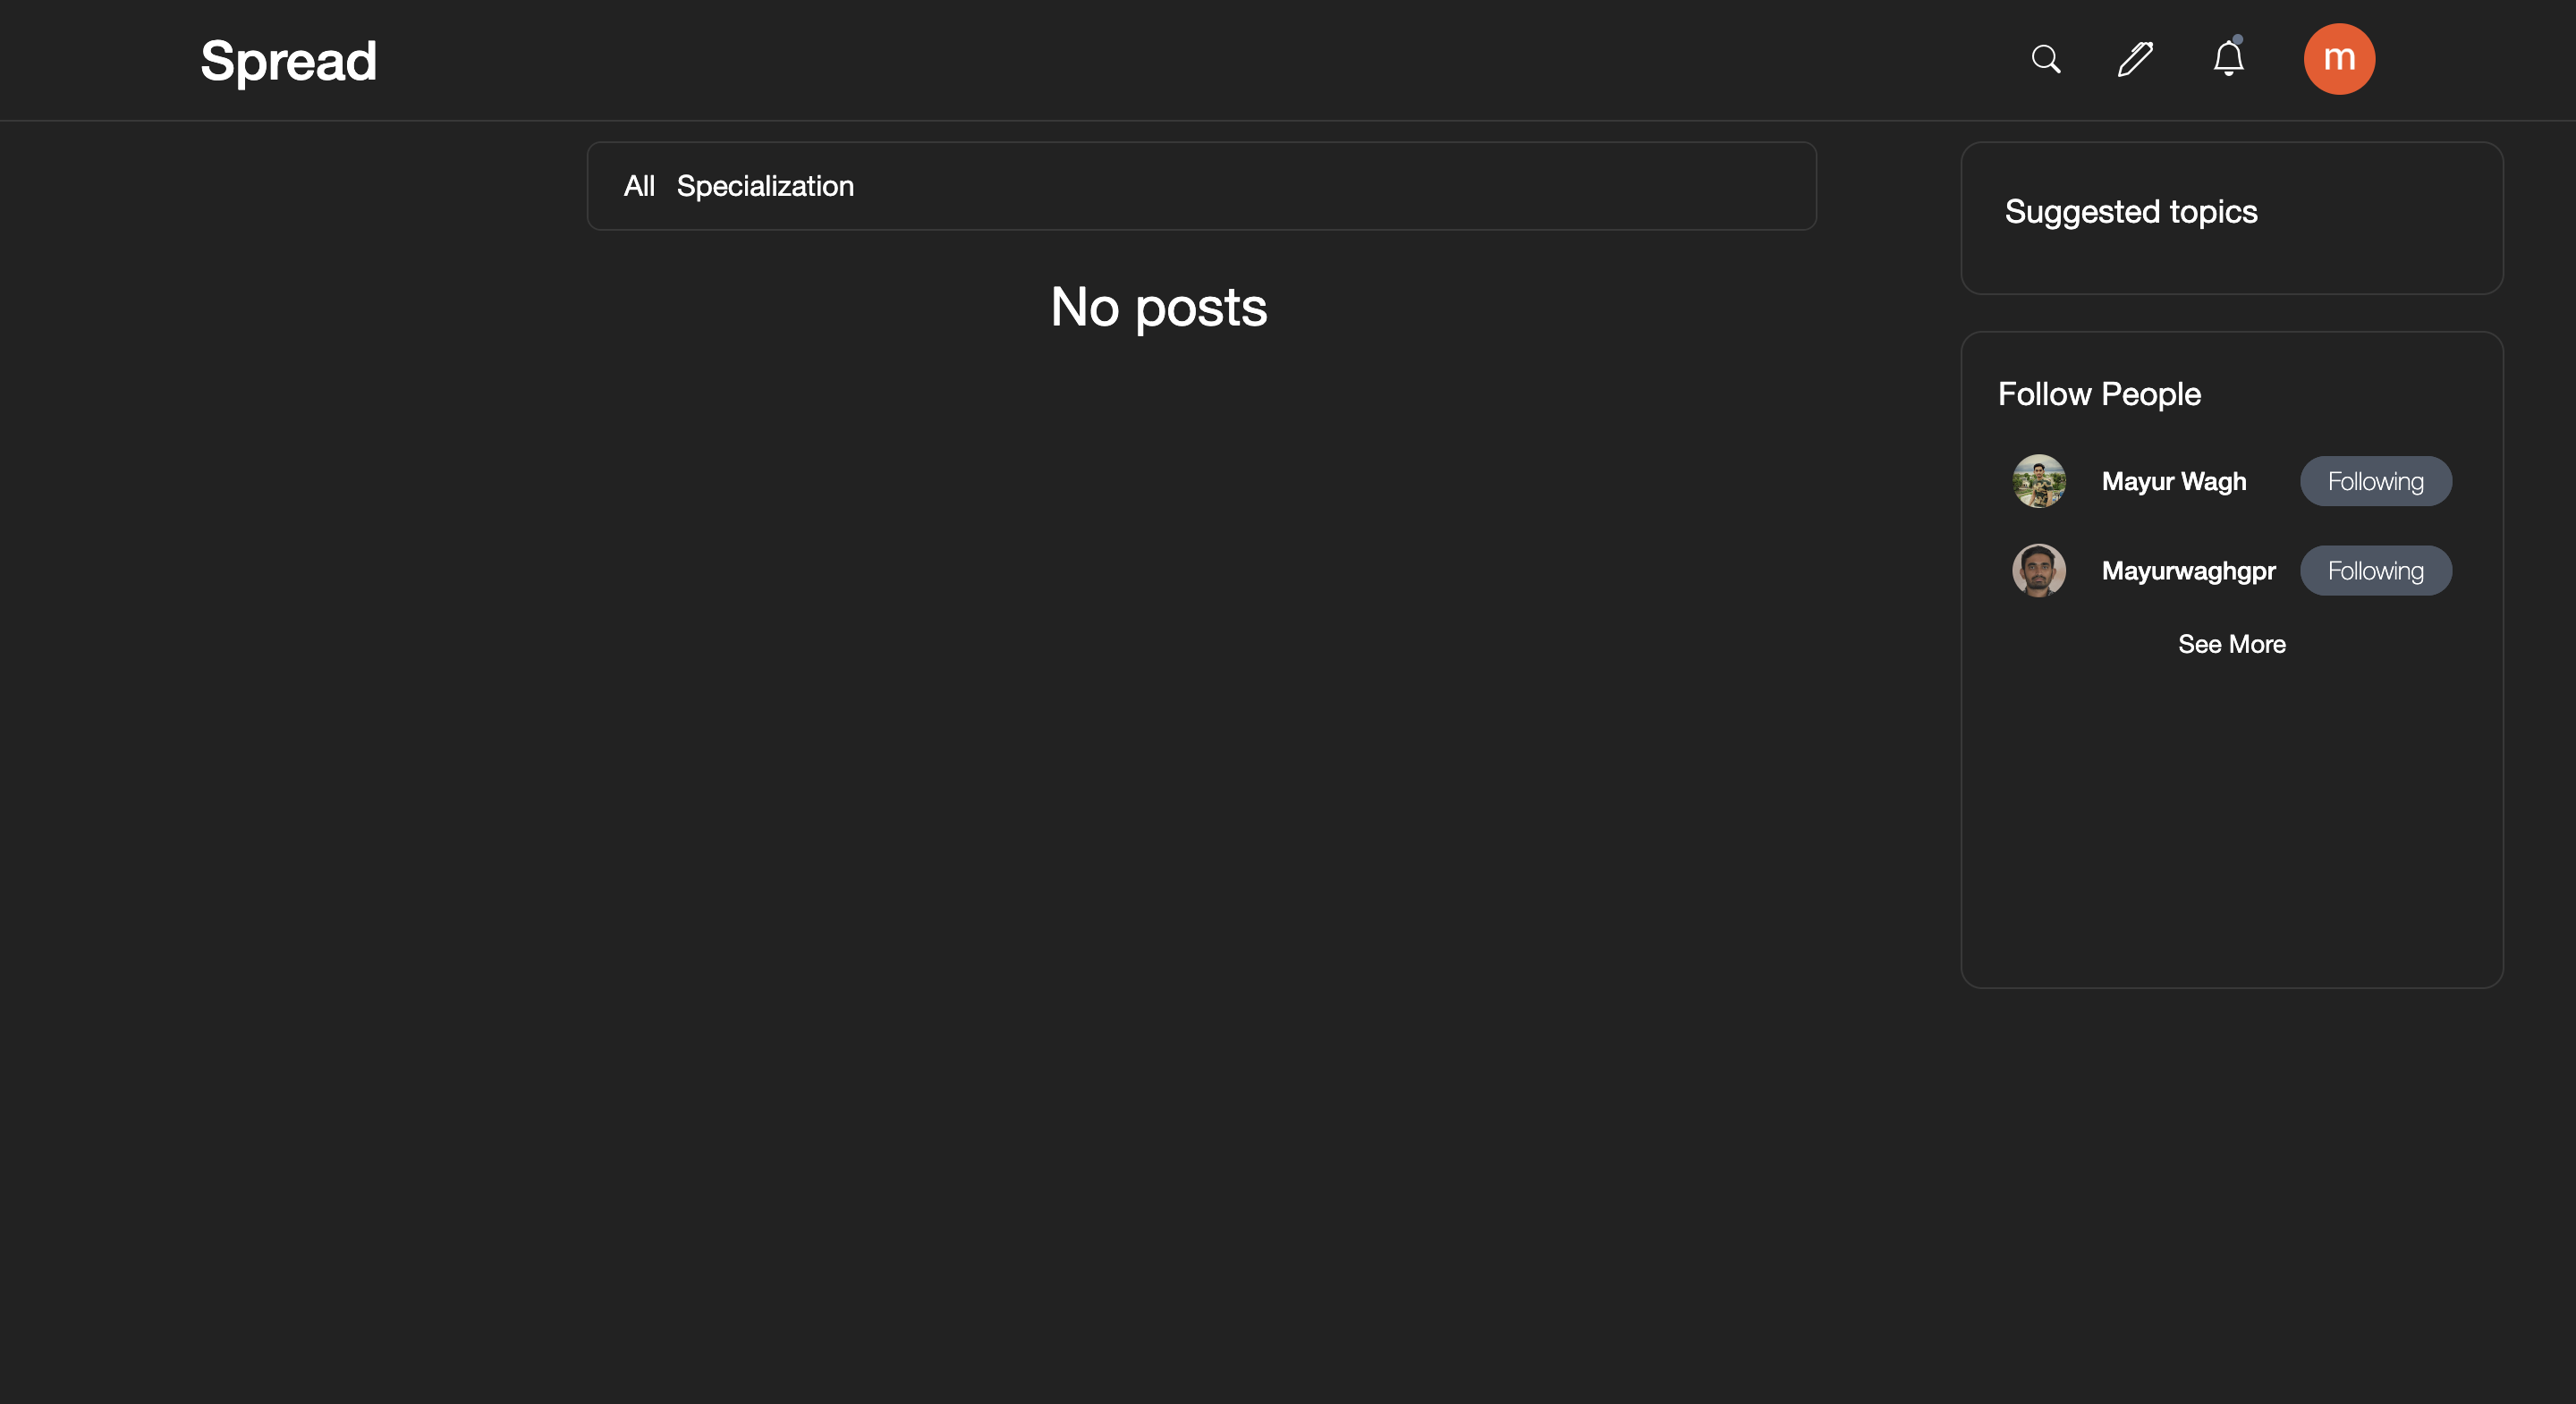 Spread
m
All Specialization
No posts
Suggested topics
Follow People
Mayur Wagh Following
Mayurwaghgpr Following
See More